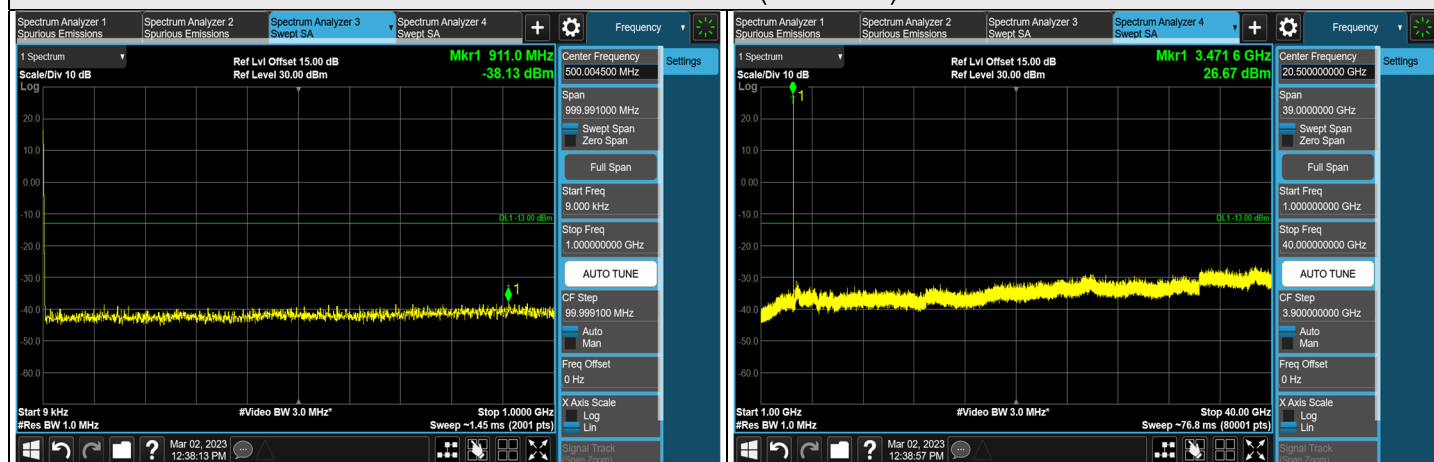 Spectrum Analyzer 1
Spurious Emissions
Spectrum Analyzer 2
Spurious Emissions
Spectrum Analyzer 3
Swept SA
Spectrum Analyzer 4
Swept SA
Frequency
1 Spectrum
Scale/Div 10 dB
Log
Ref Lvl Offset 15.00 dB
Ref Level 30.00 dBm
Mkr1 911.0 MHz
-38.13 dBm
20.0
10.0
0.00
-10.0
-20.0
-30.0
-40.0
-50.0
-60.0
DL1 -13.00 dBm
1
Start 9 kHz
#Res BW 1.0 MHz
#Video BW 3.0 MHz*
Stop 1.0000 GHz
Sweep ~1.45 ms (2001 pts)
Center Frequency
500.004500 MHz
Settings
Span
999.991000 MHz
Swept Span
Zero Span
Full Span
Start Freq
9.000 kHz
Stop Freq
1.000000000 GHz
AUTO TUNE
CF Step
99.999100 MHz
Auto
Man
Freq Offset
0 Hz
X Axis Scale
Log
Lin
Signal Track
(Span Zoom)
?
Mar 02, 2023
12:38:13 PM
Spectrum Analyzer 1
Spurious Emissions
Spectrum Analyzer 2
Spurious Emissions
Spectrum Analyzer 3
Swept SA
Spectrum Analyzer 4
Swept SA
Frequency
1 Spectrum
Scale/Div 10 dB
Log
Ref Lvl Offset 15.00 dB
Ref Level 30.00 dBm
Mkr1 3.471 6 GHz
26.67 dBm
1
20.0
10.0
0.00
-10.0
-20.0
-30.0
-40.0
-50.0
-60.0
DL1 -13.00 dBm
Start 1.00 GHz
#Res BW 1.0 MHz
#Video BW 3.0 MHz*
Stop 40.00 GHz
Sweep ~76.8 ms (80001 pts)
Center Frequency
20.500000000 GHz
Settings
Span
39.0000000 GHz
Swept Span
Zero Span
Full Span
Start Freq
1.000000000 GHz
Stop Freq
40.000000000 GHz
AUTO TUNE
CF Step
3.900000000 GHz
Auto
Man
Freq Offset
0 Hz
X Axis Scale
Log
Lin
Signal Track
(Span Zoom)
?
Mar 02, 2023
12:38:57 PM